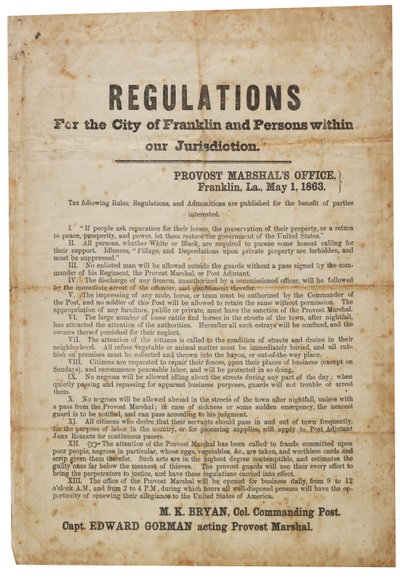 REGULATIONS
For the City of Franklin and Persons within
our Jurisdiction.
PROVOST MARSHAL'S OFFICE,
Franklin, La., May 1, 1863.
THE following Rules, Regulations, and Admonitions are published for the benefit of parties
interested.
I. "If people ask reparation for their losses, the preservation of their property, or a return
to peace, prosperity, and power, let them restore the government of the United States."
II. All persons, whether White or Black, are required to pursue some honest calling for
their support. Idleness, "Pillage, and Depredations upon private property are forbidden, and
must be suppressed."
III. No enlisted man will be allowed outside the guards without a pass signed by the com-
mander of his Regiment, the Provost Marshal, or Post Adjutant.
IV. The discharge of any firearm, unauthorized by a commissioned officer, will be followed
by the immediate arrest of the offender, and punishment therefor.
V. The impressing of any mule, horse, or team must be authorized by the Commander of
the Post, and no soldier of this Post will be allowed to retain the same without permission. The
appropriation of any furniture, public or private, must have the sanction of the Provost Marshal.
VI. The large number of loose cattle and horses in the streets of the town, after nightfall,
has attracted the attention of the authorities. Hereafter all such estrays will be confined, and the
owners thereof punished for their neglect.
VII. The attention of the citizens is called to the condition of streets and drains in their
neighborhood. All refuse vegetable or animal matter must be immediately buried, and all rub-
bish on premises must be collected and thrown into the bayou, or out-of-the-way place.
VIII. Citizens are requested to repair their fences, open their places of business (except on
Sundays), and recommence peaceable labor, and will be protected in so doing.
IX. No negroes will be allowed idling about the streets during any part of the day; when
quietly passing and repassing for apparent business purposes, guards will not trouble or arrest
them.
X. No negroes will be allowed abroad in the streets of the town after nightfall, unless with
a pass from the Provost Marshal; in case of sickness or some sudden emergency, the nearest
guard is to be notified, and can pass according to his judgment.
XI. All citizens who desire that their servants should pass in and out of town frequently,
for the purpose of labor in the country, or for procuring supplies, will apply to Post Adjutant
JOHN ROBERTS for continuous passes.
XII. The attention of the Provost Marshal has been called to frauds committed upon
poor people, negroes in particular, whose eggs, vegetables, &c., are taken, and worthless cards and
scrip given them therefor. Such acts are in the highest degree contemptible, and estimates the
guilty ones far below the meanest of thieves. The provost guards will use their every effort to
bring the perpetrators to justice, and have these regulations carried into effect.
XIII. The office of the Provost Marshal will be opened for business daily, from 9 to 12
o'clock A.M., and from 2 to 4 P.M., during which hours all well-disposed persons will have the op-
portunity of renewing their allegiance to the United States of America.
M. K. BRYAN, Col. Commanding Post.
Capt. EDWARD GORMAN acting Provost Marshal.